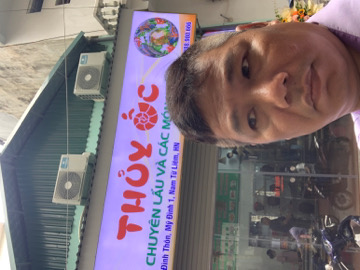 THỦY ỐC
CHUYÊN LẨU VÀ CÁC MÓN
Đình Thôn, Mỹ Đình 1, Nam Từ Liêm, HN